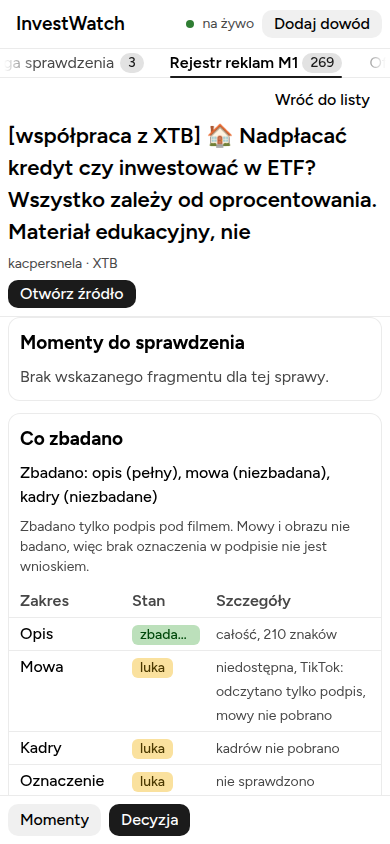 InvestWatch
na żywo
Dodaj dowód
ga sprawdzenia 3
Rejestr reklam M1 269
Wróć do listy
[współpraca z XTB] 🏠 Nadpłacać
kredyt czy inwestować w ETF?
Wszystko zależy od oprocentowania.
Materiał edukacyjny, nie
kacpersnela · XTB
Otwórz źródło
Momenty do sprawdzenia
Brak wskazanego fragmentu dla tej sprawy.
Co zbadano
Zbadano: opis (pełny), mowa (niezbadana),
kadry (niezbadane)
Zbadano tylko podpis pod filmem. Mowy i obrazu nie
badano, więc brak oznaczenia w podpisie nie jest
wnioskiem.
Zakres Stan Szczegóły
Opis zbada... całość, 210 znaków
Mowa luka niedostępna, TikTok:
odczytano tylko podpis,
mowy nie pobrano
Kadry luka kadrów nie pobrano
Oznaczenie luka nie sprawdzono
Momenty
Decyzja